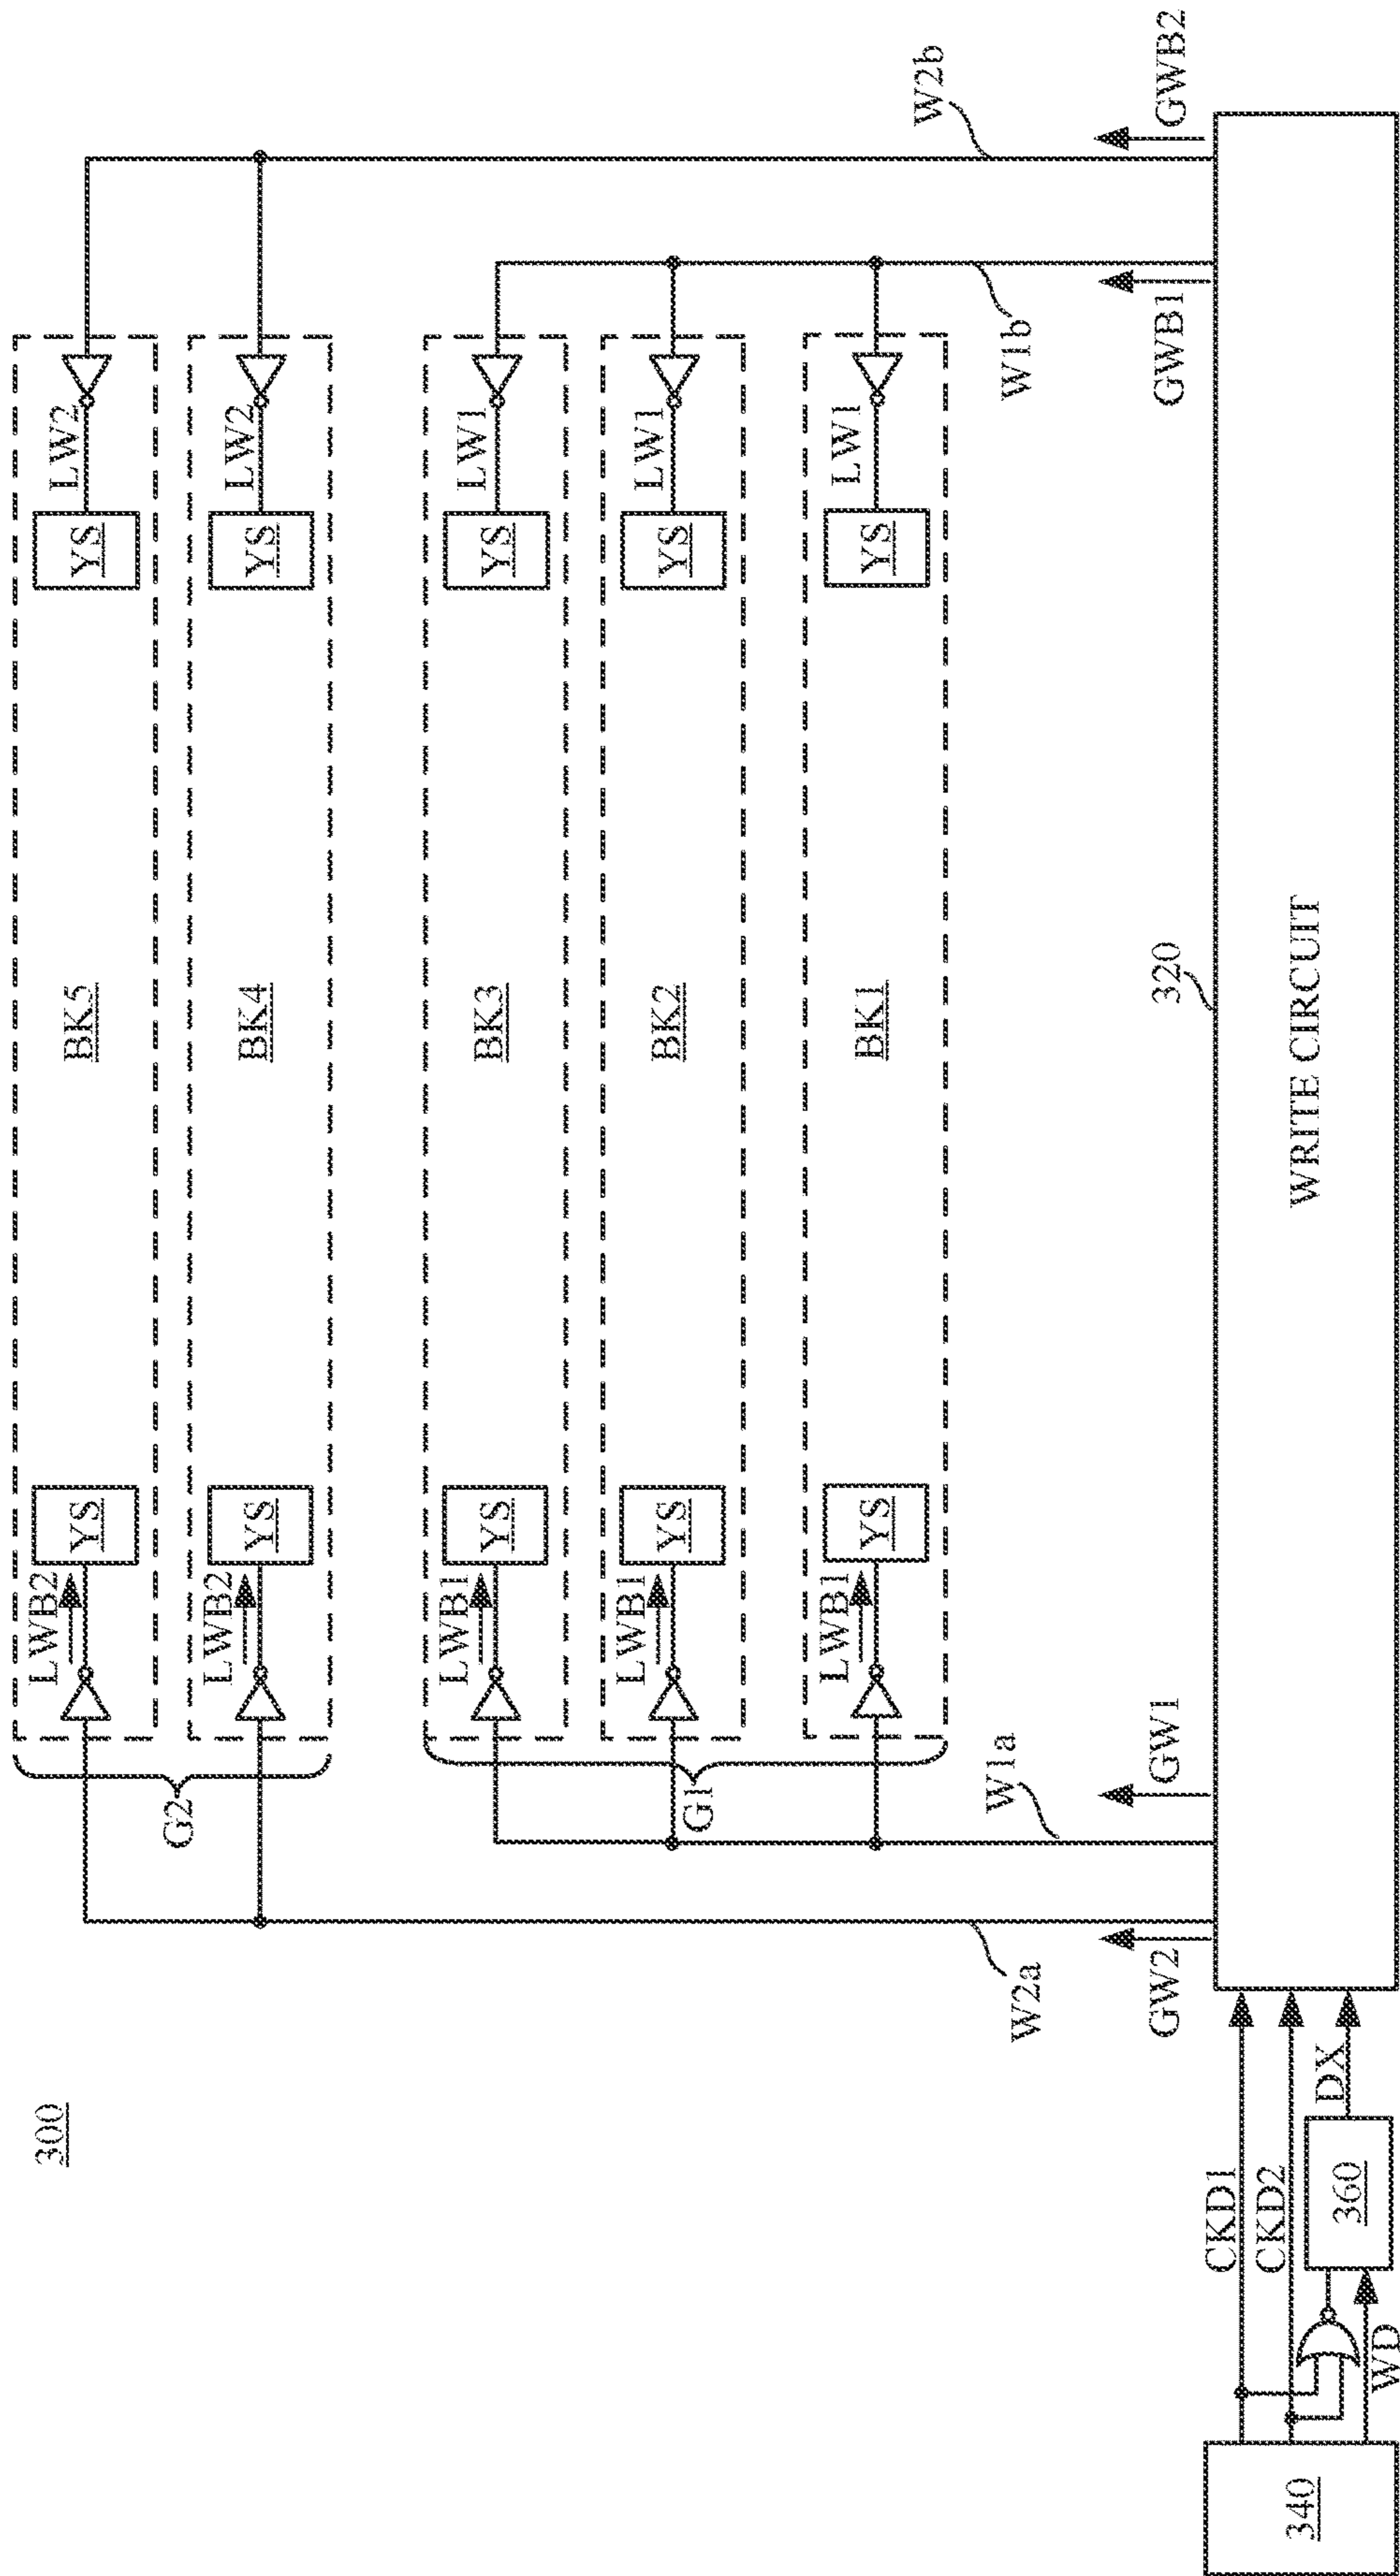 300
G2
LWB2
YS
BK5
YS
LW2
LWB2
YS
BK4
YS
LW2
G1
LWB1
YS
BK3
YS
LW1
LWB1
YS
BK2
YS
LW1
LWB1
YS
BK1
YS
LW1
W2a
W1a
W1b
W2b
GW2
GW1
320
GWB1
GWB2
WRITE CIRCUIT
340
CKD1
CKD2
WD
360
DX